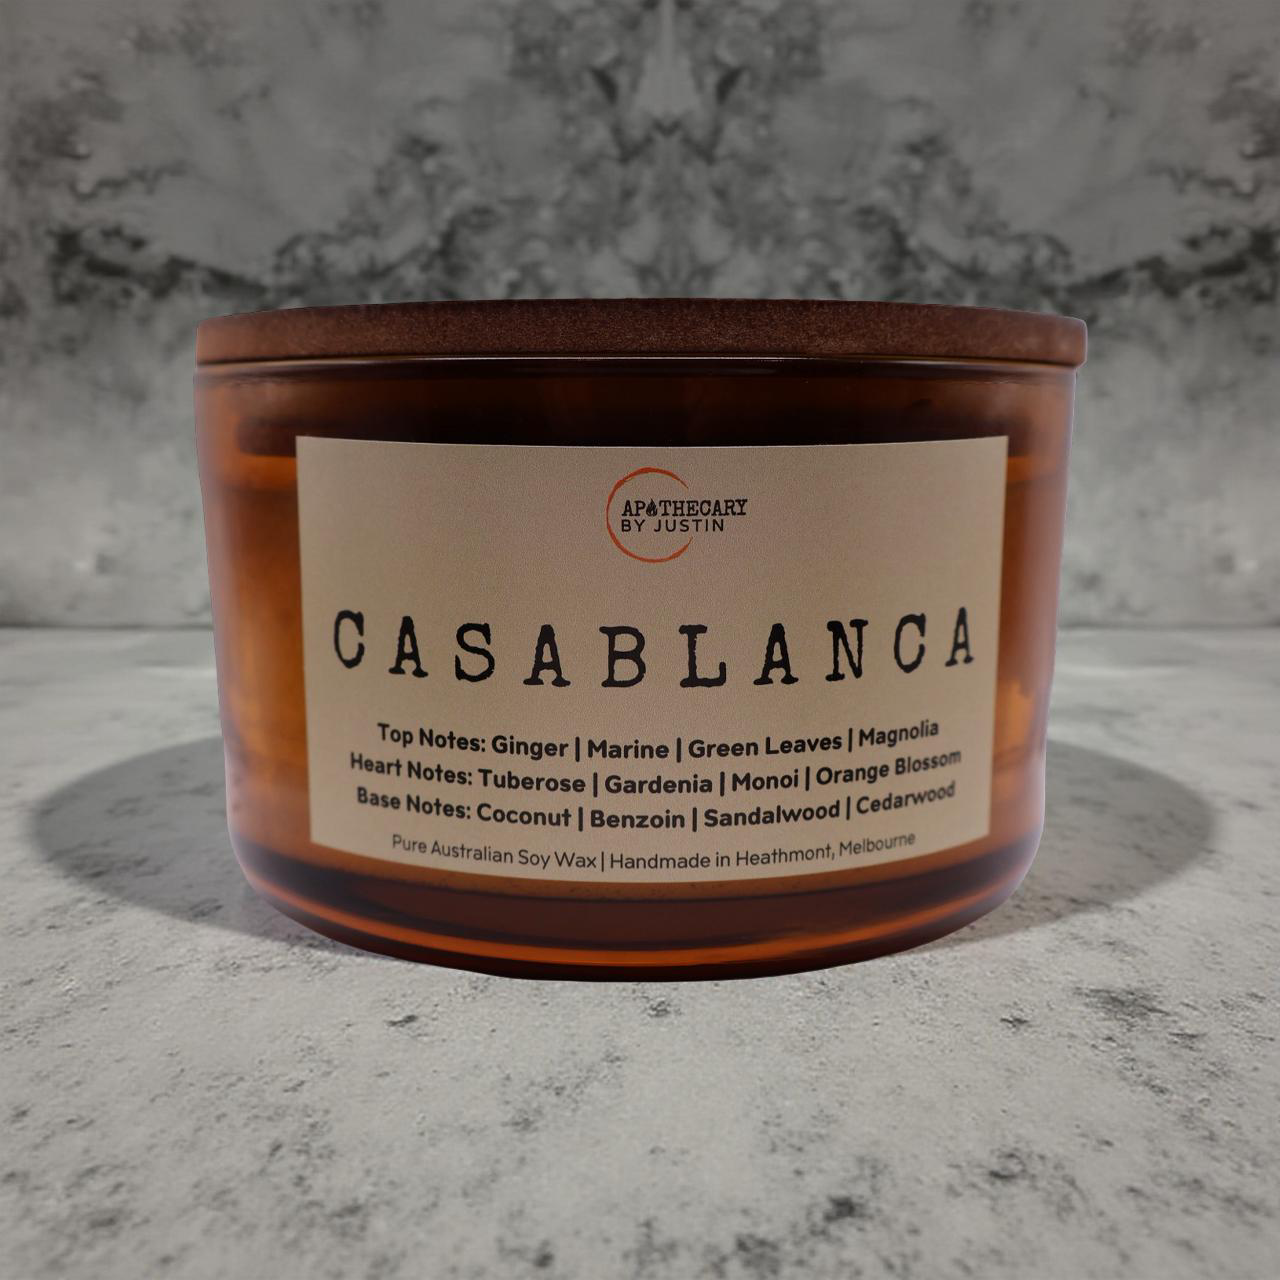 APOTHECARY
BY JUSTIN
CASABLANCA
Top Notes: Ginger | Marine | Green Leaves | Magnolia
Heart Notes: Tuberose | Gardenia | Monoi | Orange Blossom
Base Notes: Coconut | Benzoin | Sandalwood | Cedarwood
Pure Australian Soy Wax | Handmade in Heathmont, Melbourne